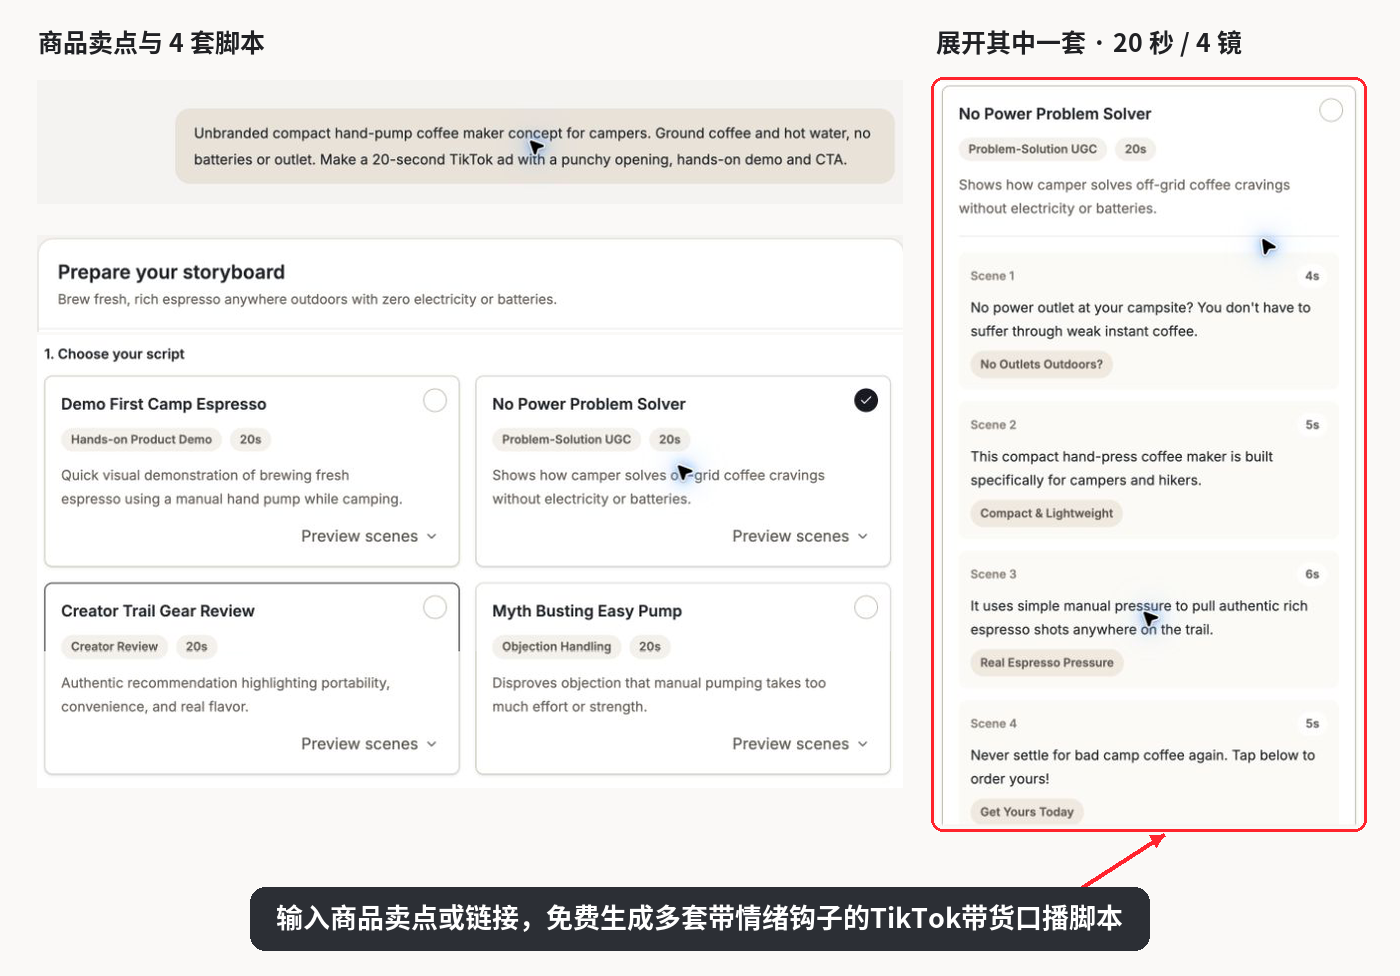 商品卖点与 4 套脚本
Unbranded compact hand-pump coffee maker concept for campers. Ground coffee and hot water, no
batteries or outlet. Make a 20-second TikTok ad with a punchy opening, hands-on demo and CTA.
Prepare your storyboard
Brew fresh, rich espresso anywhere outdoors with zero electricity or batteries.
1. Choose your script
Demo First Camp Espresso
Hands-on Product Demo 20s
Quick visual demonstration of brewing fresh
espresso using a manual hand pump while camping.
Preview scenes
No Power Problem Solver
Problem-Solution UGC 20s
Shows how camper solves off-grid coffee cravings
without electricity or batteries.
Preview scenes
Creator Trail Gear Review
Creator Review 20s
Authentic recommendation highlighting portability,
convenience, and real flavor.
Preview scenes
Myth Busting Easy Pump
Objection Handling 20s
Disproves objection that manual pumping takes too
much effort or strength.
Preview scenes
展开其中一套 · 20 秒 / 4 镜
No Power Problem Solver
Problem-Solution UGC 20s
Shows how camper solves off-grid coffee cravings
without electricity or batteries.
Scene 1 4s
No power outlet at your campsite? You don't have to
suffer through weak instant coffee.
No Outlets Outdoors?
Scene 2 5s
This compact hand-press coffee maker is built
specifically for campers and hikers.
Compact & Lightweight
Scene 3 6s
It uses simple manual pressure to pull authentic rich
espresso shots anywhere on the trail.
Real Espresso Pressure
Scene 4 5s
Never settle for bad camp coffee again. Tap below to
order yours!
Get Yours Today
输入商品卖点或链接，免费生成多套带情绪钩子的TikTok带货口播脚本